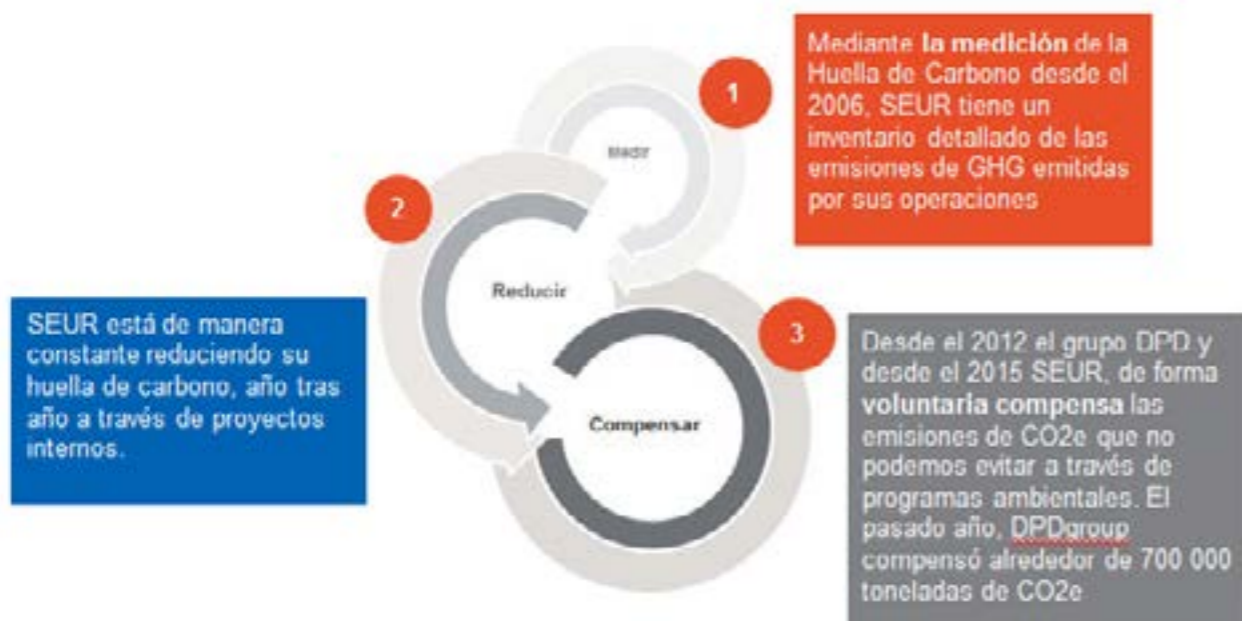 1
Mediante la medición de la
Huella de Carbono desde el
2006, SEUR tiene un
inventario detallado de las
emisiones de GHG emitidas
por sus operaciones
Medir
2
Reducir
SEUR está de manera
constante reduciendo su
huella de carbono, año tras
año a través de proyectos
internos.
3
Compensar
Desde el 2012 el grupo DPD y
desde el 2015 SEUR, de forma
voluntaria compensa las
emisiones de CO2e que no
podemos evitar a través de
programas ambientales. El
pasado año, DPDgroup
compensó alrededor de 700 000
toneladas de CO2e